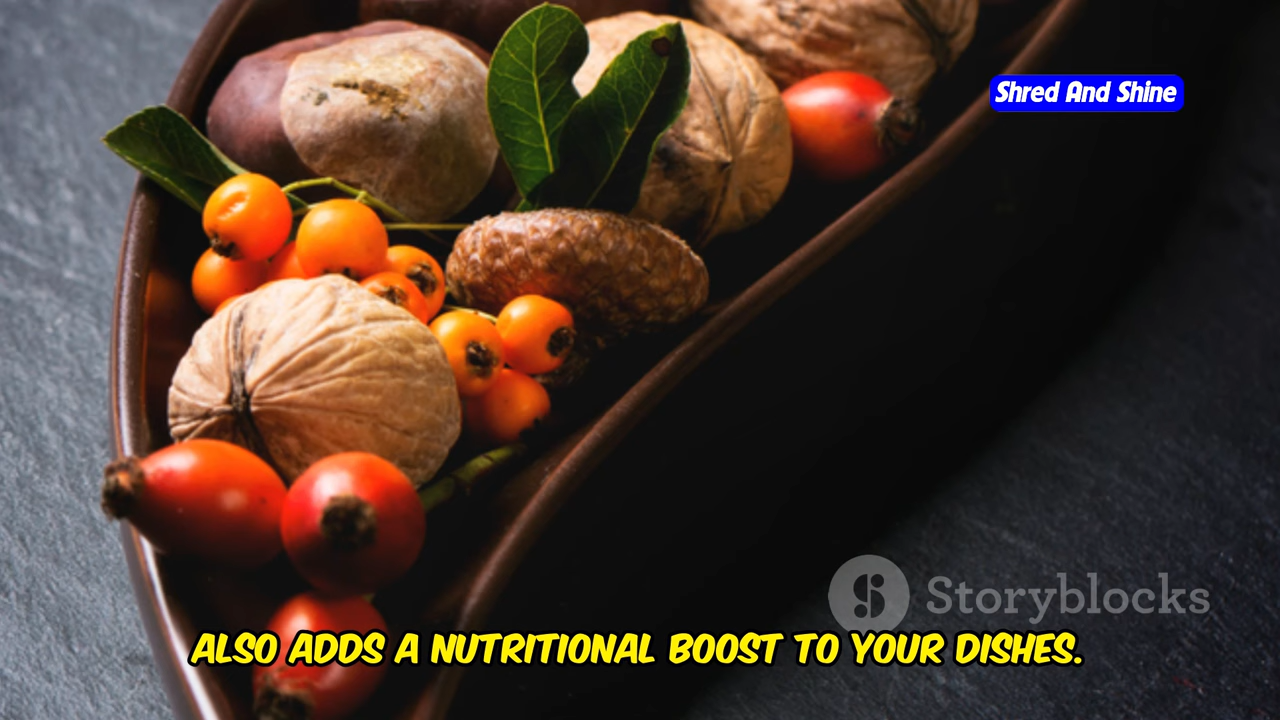 Shred And Shine
Storyblocks
ALSO ADDS A NUTRITIONAL BOOST TO YOUR DISHES.